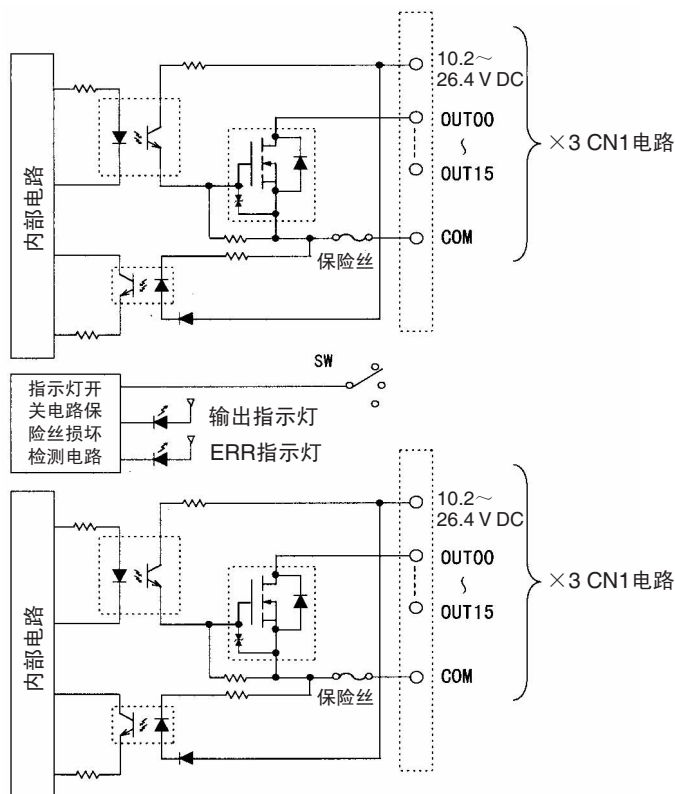 10.2～
26.4 V DC
OUT00
～
OUT15
×3 CN1电路
COM
保险丝
内部电路
SW
指示灯开
关电路保
险丝损坏
检测电路
输出指示灯
ERR指示灯
10.2～
26.4 V DC
OUT00
～
OUT15
×3 CN1电路
COM
保险丝
内部电路